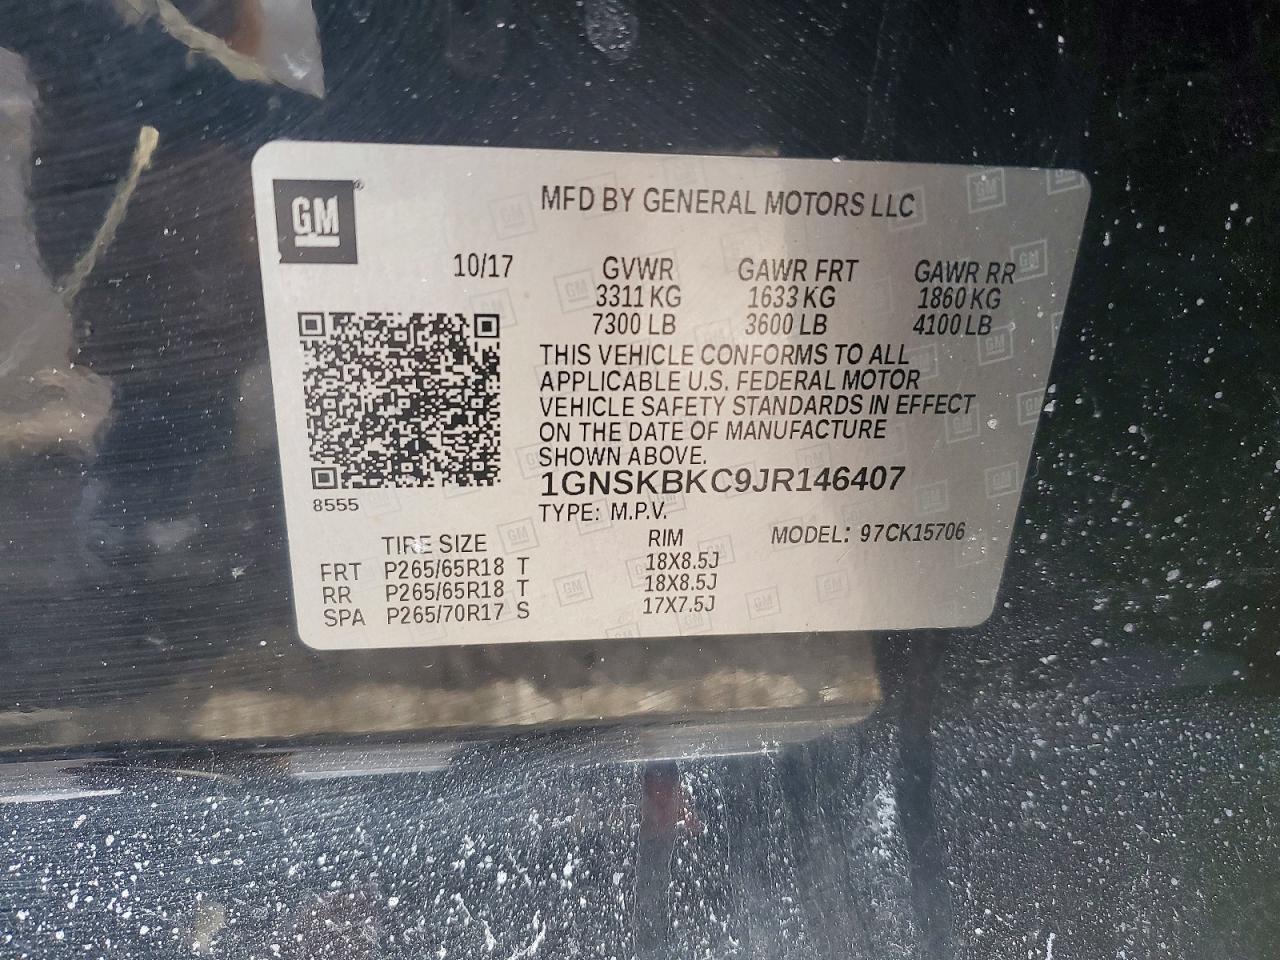 GM
MFD BY GENERAL MOTORS LLC
10/17 GVWR GAWR FRT GAWR RR
3311 KG 1633 KG 1860 KG
7300 LB 3600 LB 4100 LB
THIS VEHICLE CONFORMS TO ALL
APPLICABLE U.S. FEDERAL MOTOR
VEHICLE SAFETY STANDARDS IN EFFECT
ON THE DATE OF MANUFACTURE
SHOWN ABOVE.
8555
1GNSKBKC9JR146407
TYPE: M.P.V.
TIRE SIZE RIM MODEL: 97CK15706
FRT P265/65R18 T 18X8.5J
RR P265/65R18 T 18X8.5J
SPA P265/70R17 S 17X7.5J